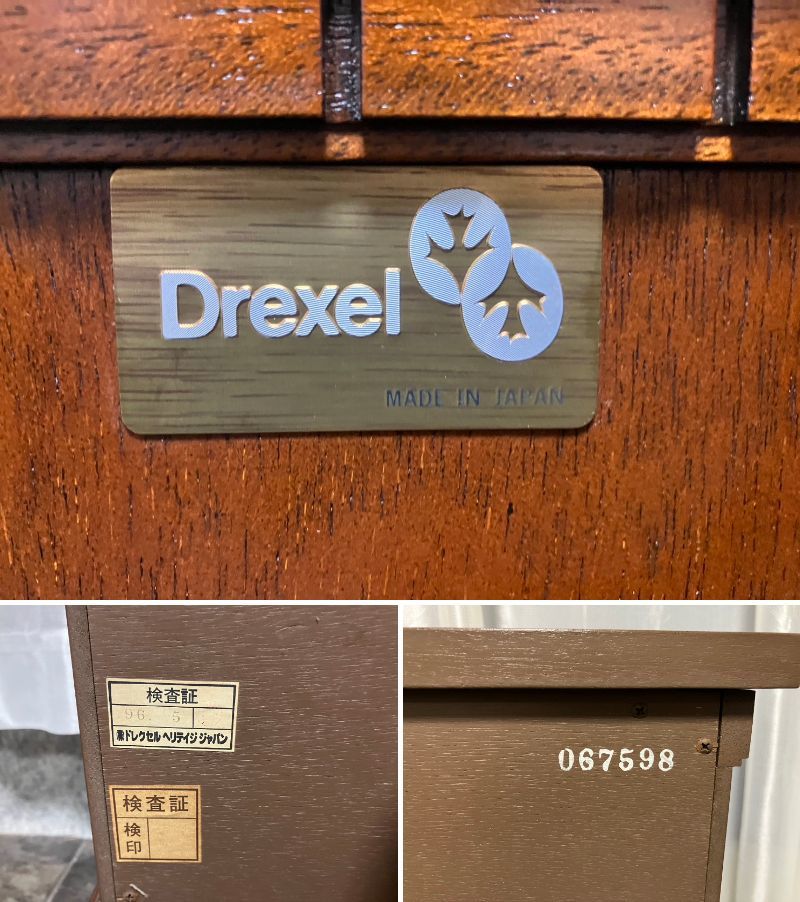 Drexel
MADE IN JAPAN
検査証
96. 5
㈱ドレクセル ヘリテイジ ジャパン
検査証
検印
067598